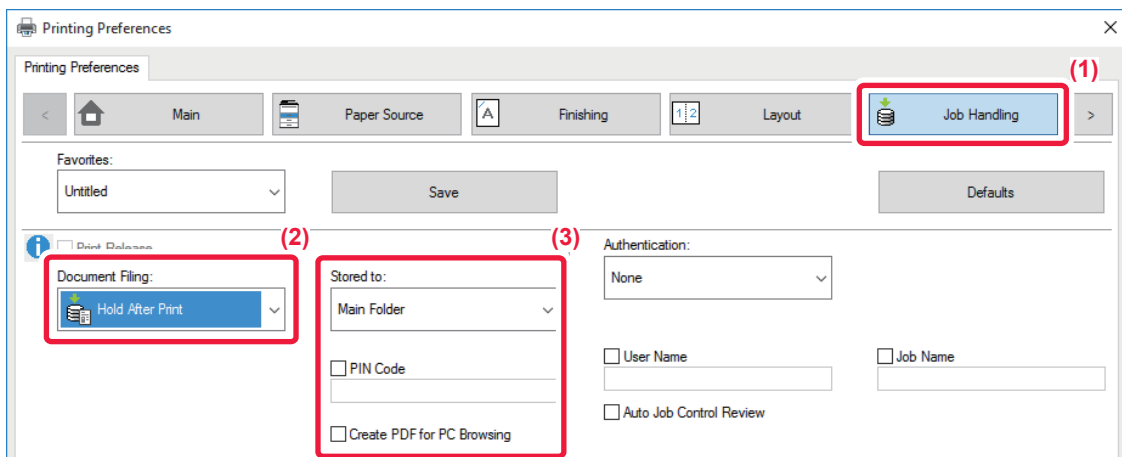 Printing Preferences
Printing Preferences
(1)
< Main Paper Source A Finishing 1 2 Layout Job Handling >
Favorites:
Untitled Save Defaults
Print Release (2) (3) Authentication:
Document Filing: Stored to: None
Hold After Print Main Folder
PIN Code User Name Job Name
Auto Job Control Review
Create PDF for PC Browsing